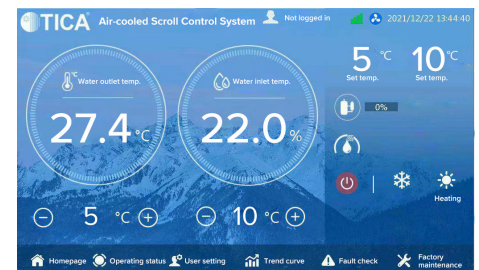 TICA Air-cooled Scroll Control System Not logged in 2021/12/22 13:44:40
Water outlet temp.
27.4 °C
Water inlet temp.
22.0 %
5 °C
Set temp.
10 °C
Set temp.
0%
Heating
5 °C
10 °C
Homepage Operating status User setting Trend curve Fault check Factory maintenance